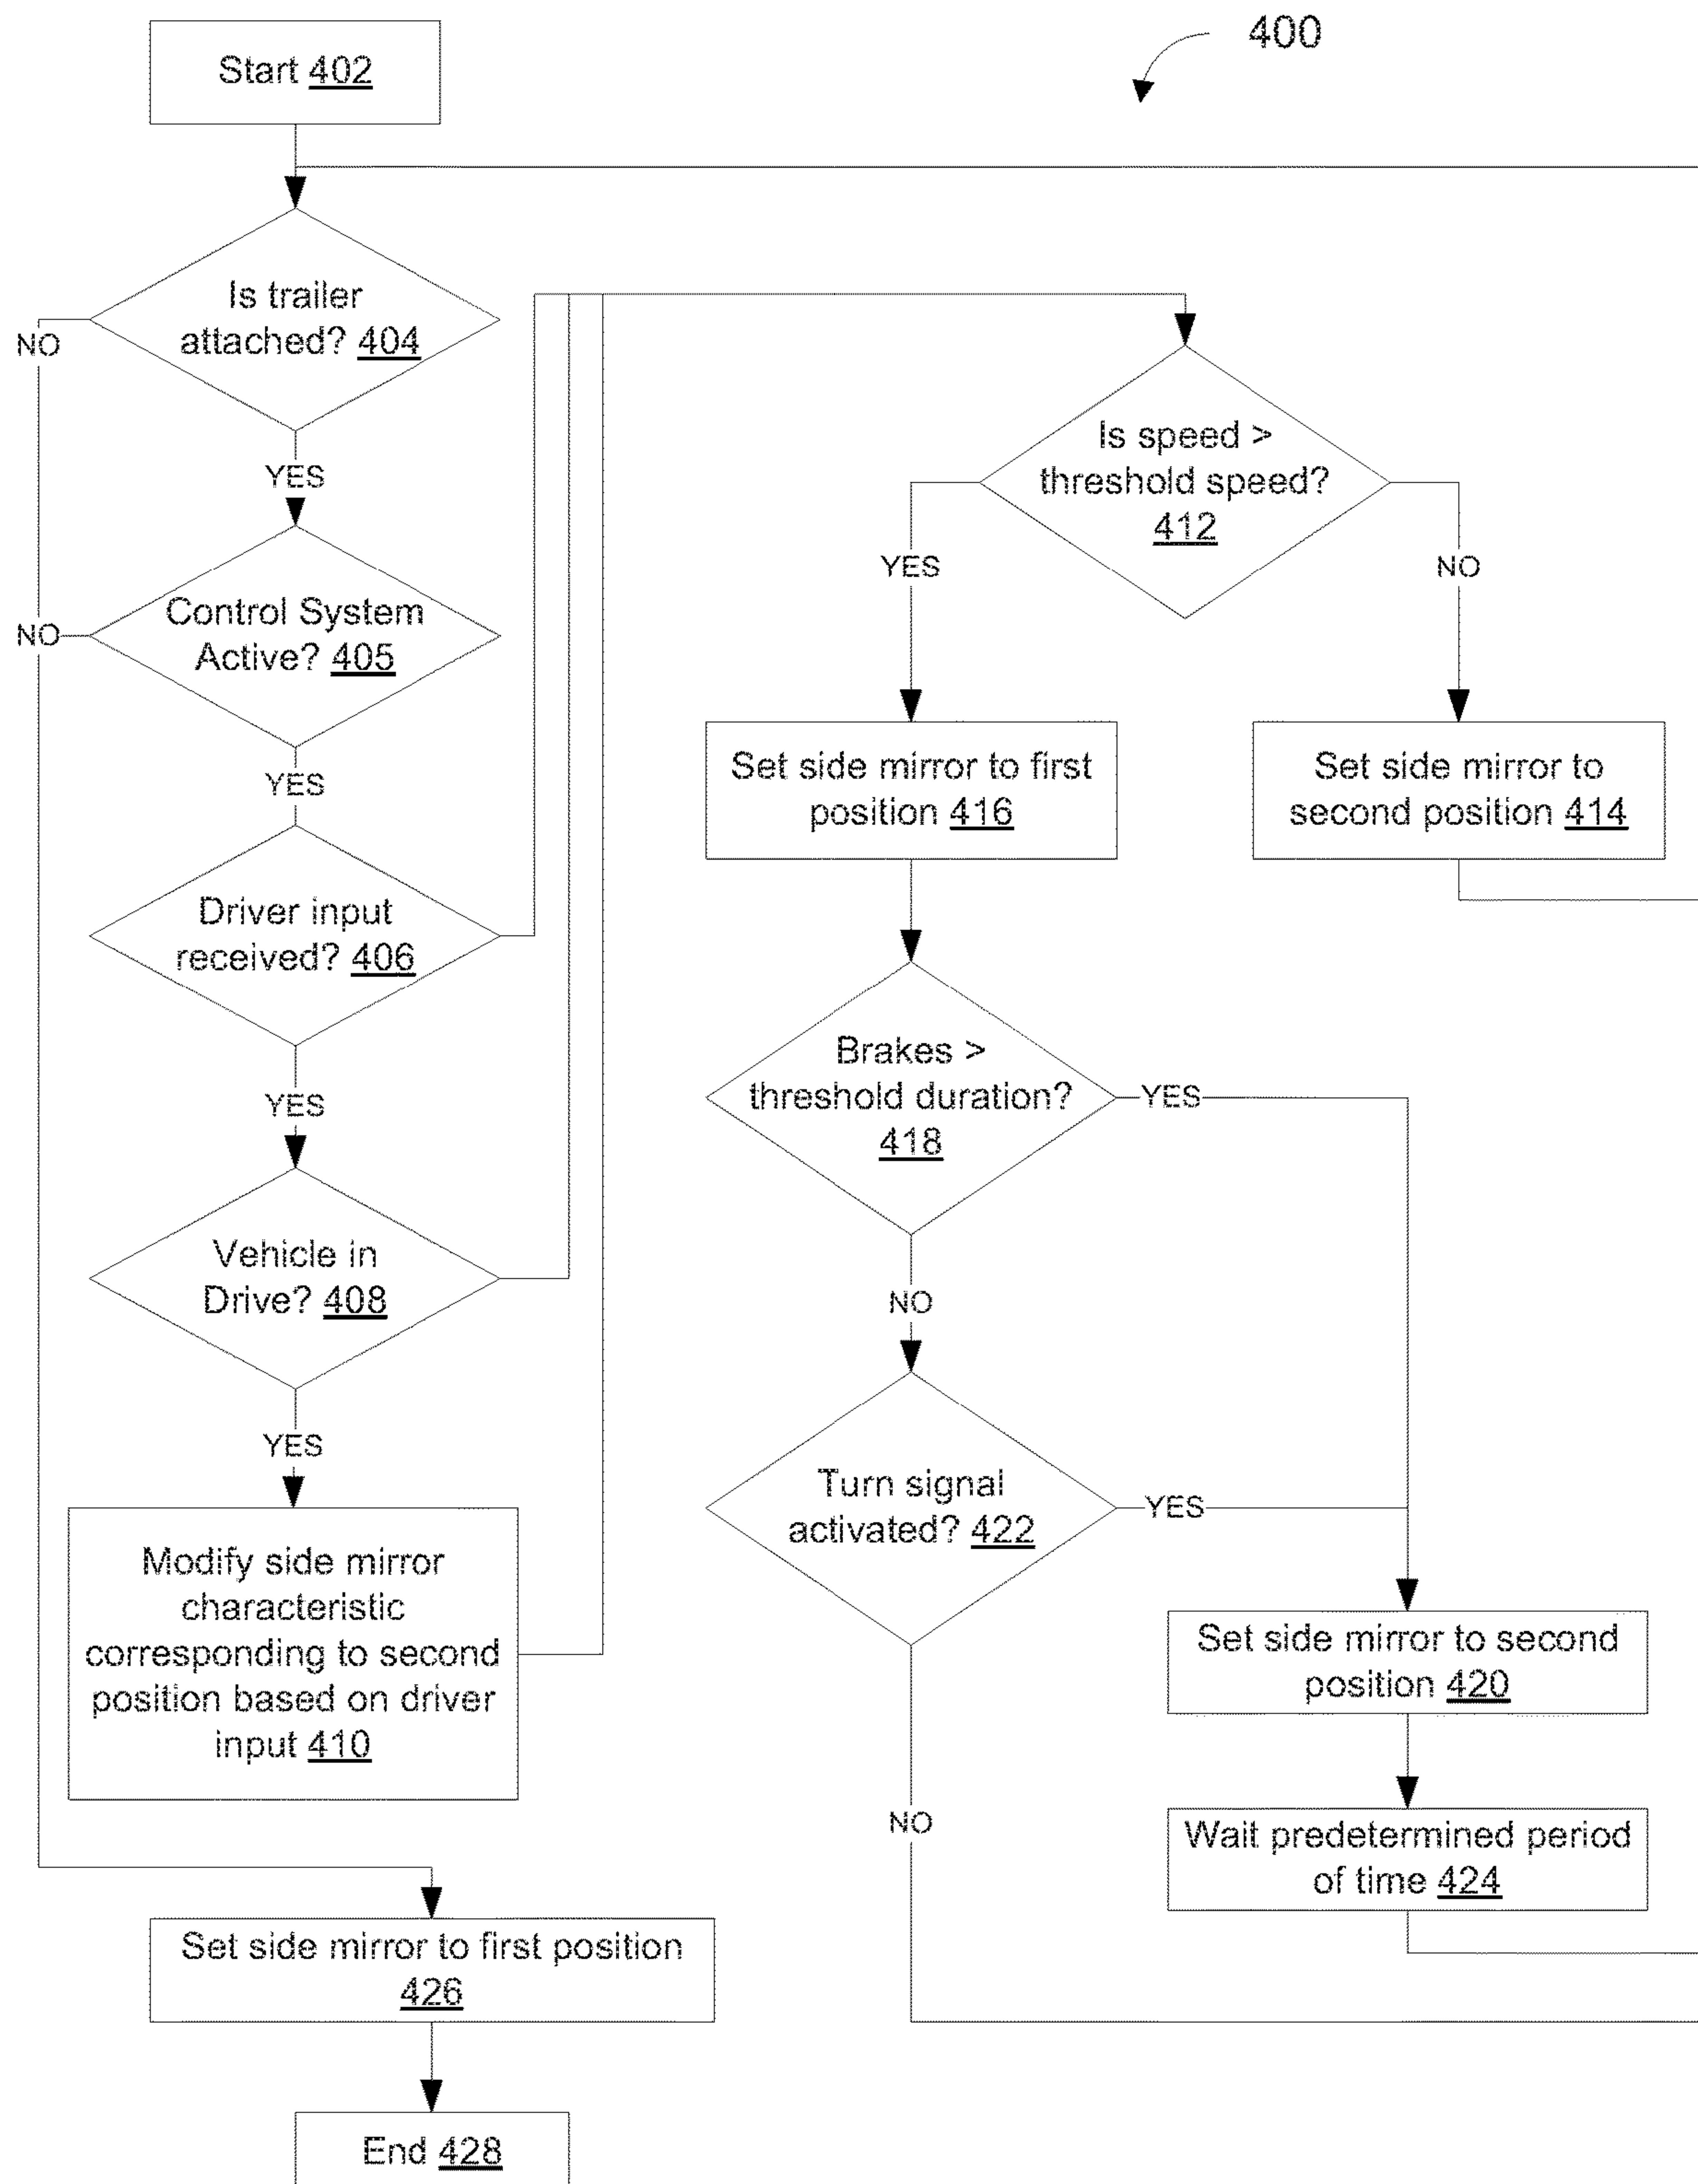 400
Start 402
Is trailer
attached? 404
NO
YES
Control System
Active? 405
NO
YES
Driver input
received? 406
YES
Vehicle in
Drive? 408
YES
Modify side mirror
characteristic
corresponding to second
position based on driver
input 410
Is speed >
threshold speed?
412
YES
NO
Set side mirror to first
position 416
Set side mirror to
second position 414
Brakes >
threshold duration?
418
YES
NO
Turn signal
activated? 422
YES
NO
Set side mirror to second
position 420
Wait predetermined period
of time 424
Set side mirror to first position
426
End 428